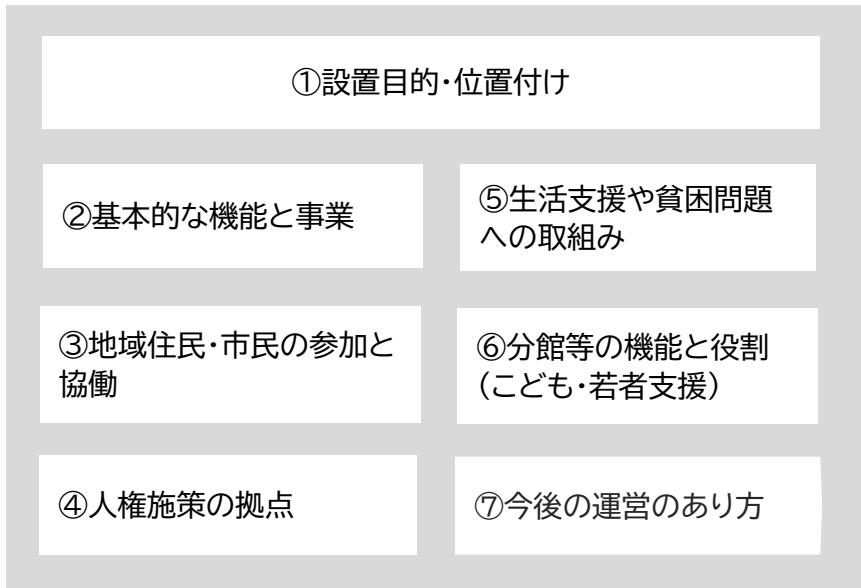 ①設置目的・位置付け
②基本的な機能と事業
③地域住民・市民の参加と
協働
④人権施策の拠点
⑤生活支援や貧困問題
への取組み
⑥分館等の機能と役割
（こども・若者支援）
⑦今後の運営のあり方